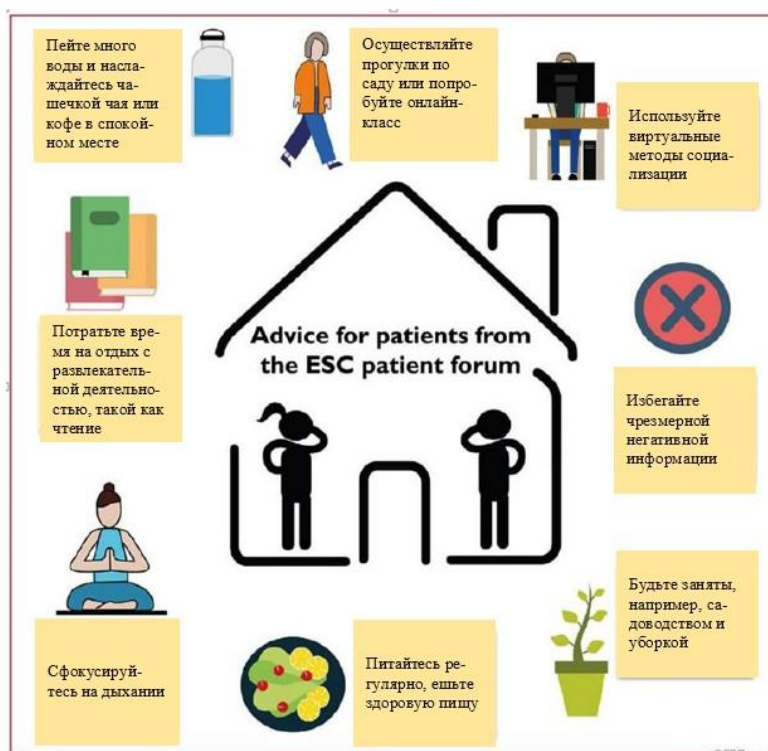 Пейте много
воды и насла-
ждайтесь ча-
шечкой чая или
кофе в спокой-
ном месте
Осуществляйте
прогулки по
саду или попро-
буйте онлайн-
класс
Используйте
виртуальные
методы социа-
лизации
Advice for patients from
the ESC patient forum
Потратьте вре-
мя на отдых с
развлекатель-
ной деятельно-
стью, такой как
чтение
Избегайте
чрезмерной
негативной
информации
Будьте заняты,
например, са-
доводством и
уборкой
Сфокусируй-
тесь на дыхании
Питайтесь ре-
гулярно, ешьте
здоровую пищу